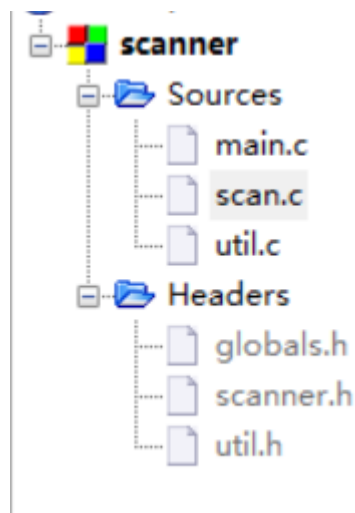 scanner
Sources
main.c
scan.c
util.c
Headers
globals.h
scanner.h
util.h